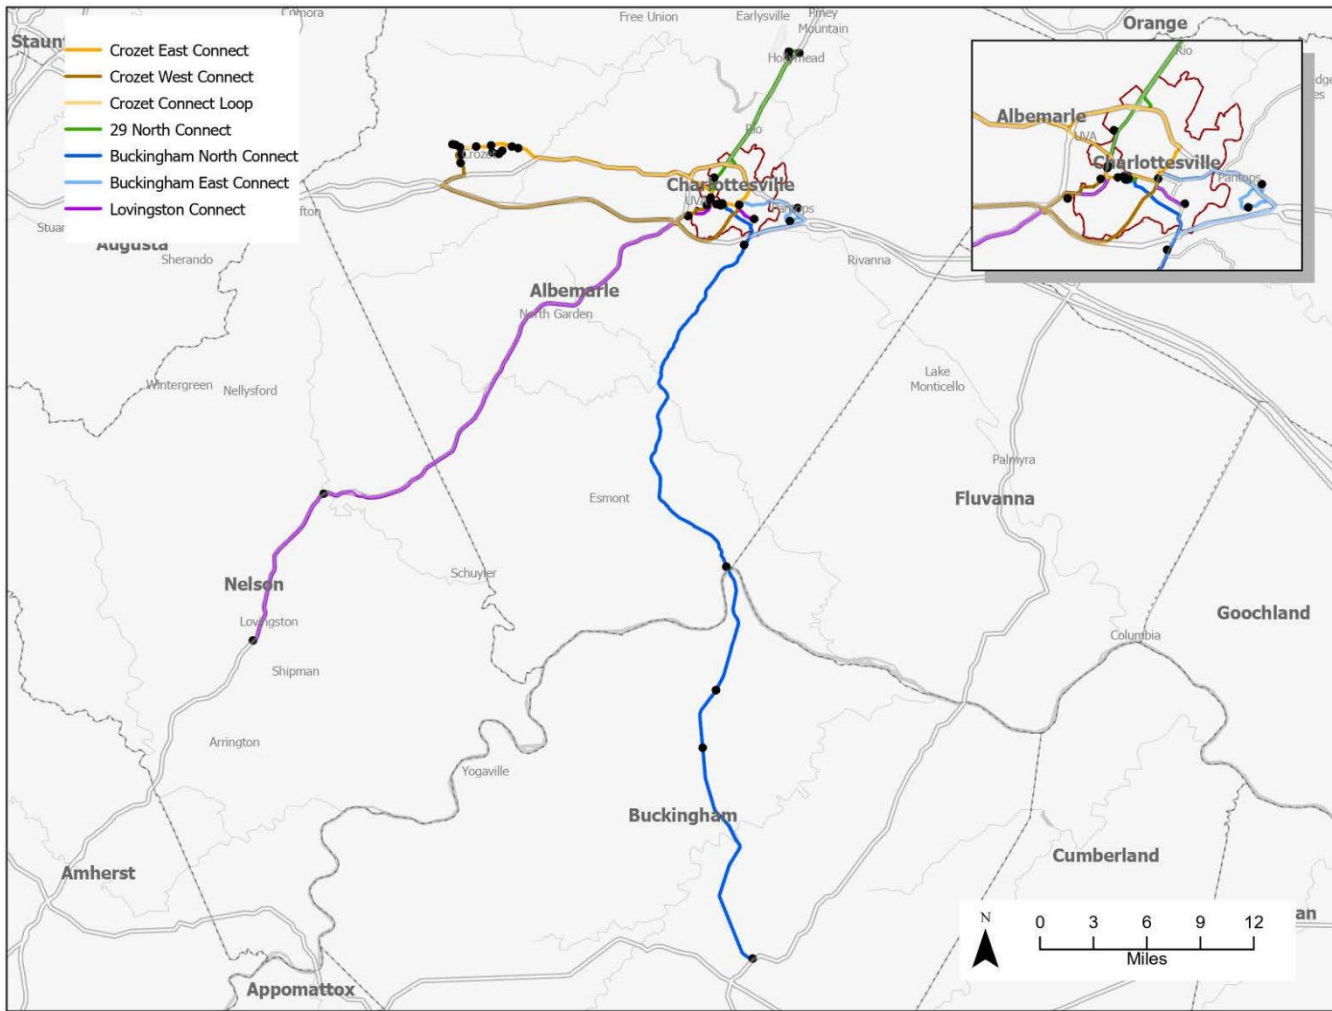 Crimora
Free Union
Earlysville
Piney
Mountain
Orange
Crozet East Connect
Crozet West Connect
Crozet Connect Loop
29 North Connect
Buckingham North Connect
Buckingham East Connect
Lovingston Connect
Hollymead
Rio
Albemarle
UVA
Charlottesville
Pantops
Rio
Crozet
Charlottesville
UVA
Pantops
Augusta
Sherando
Rivanna
Albemarle
North Garden
Wintergreen
Nellysford
Lake
Monticello
Palmyra
Esmont
Fluvanna
Schuyler
Nelson
Lovingston
Goochland
Columbia
Shipman
Arrington
Yogaville
Buckingham
Cumberland
Amherst
N
0 3 6 9 12
Miles
Appomattox